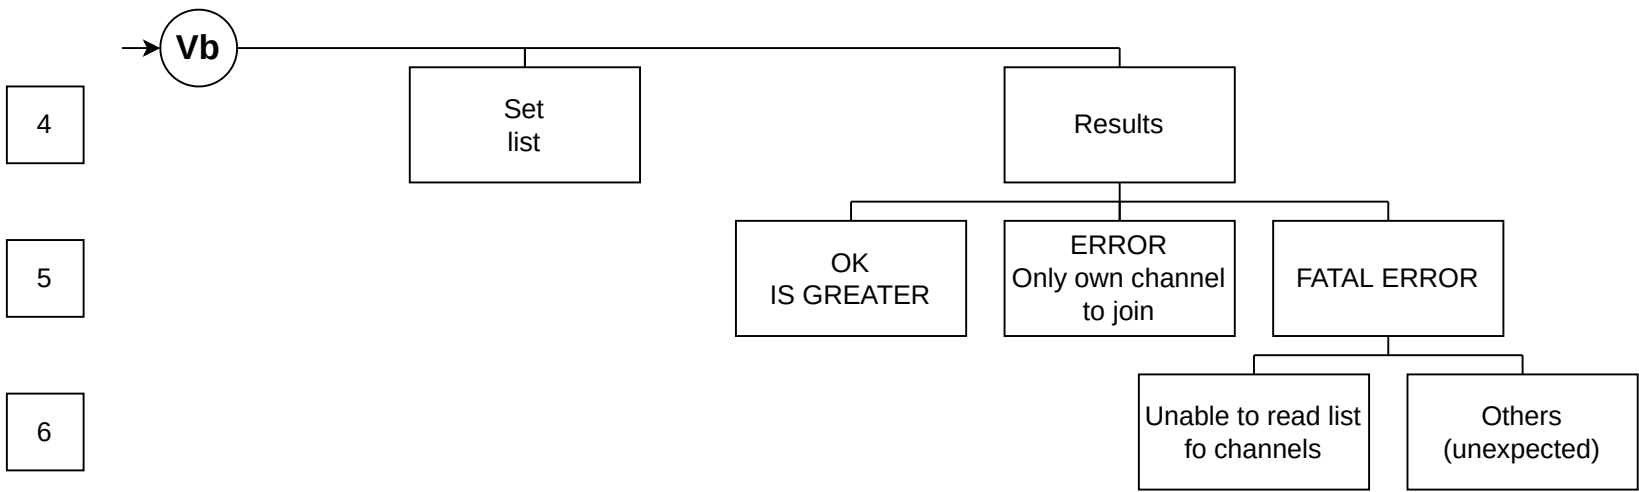 Vb
4
Set
list
Results
5
OK
IS GREATER
ERROR
Only own channel
to join
FATAL ERROR
6
Unable to read list
fo channels
Others
(unexpected)